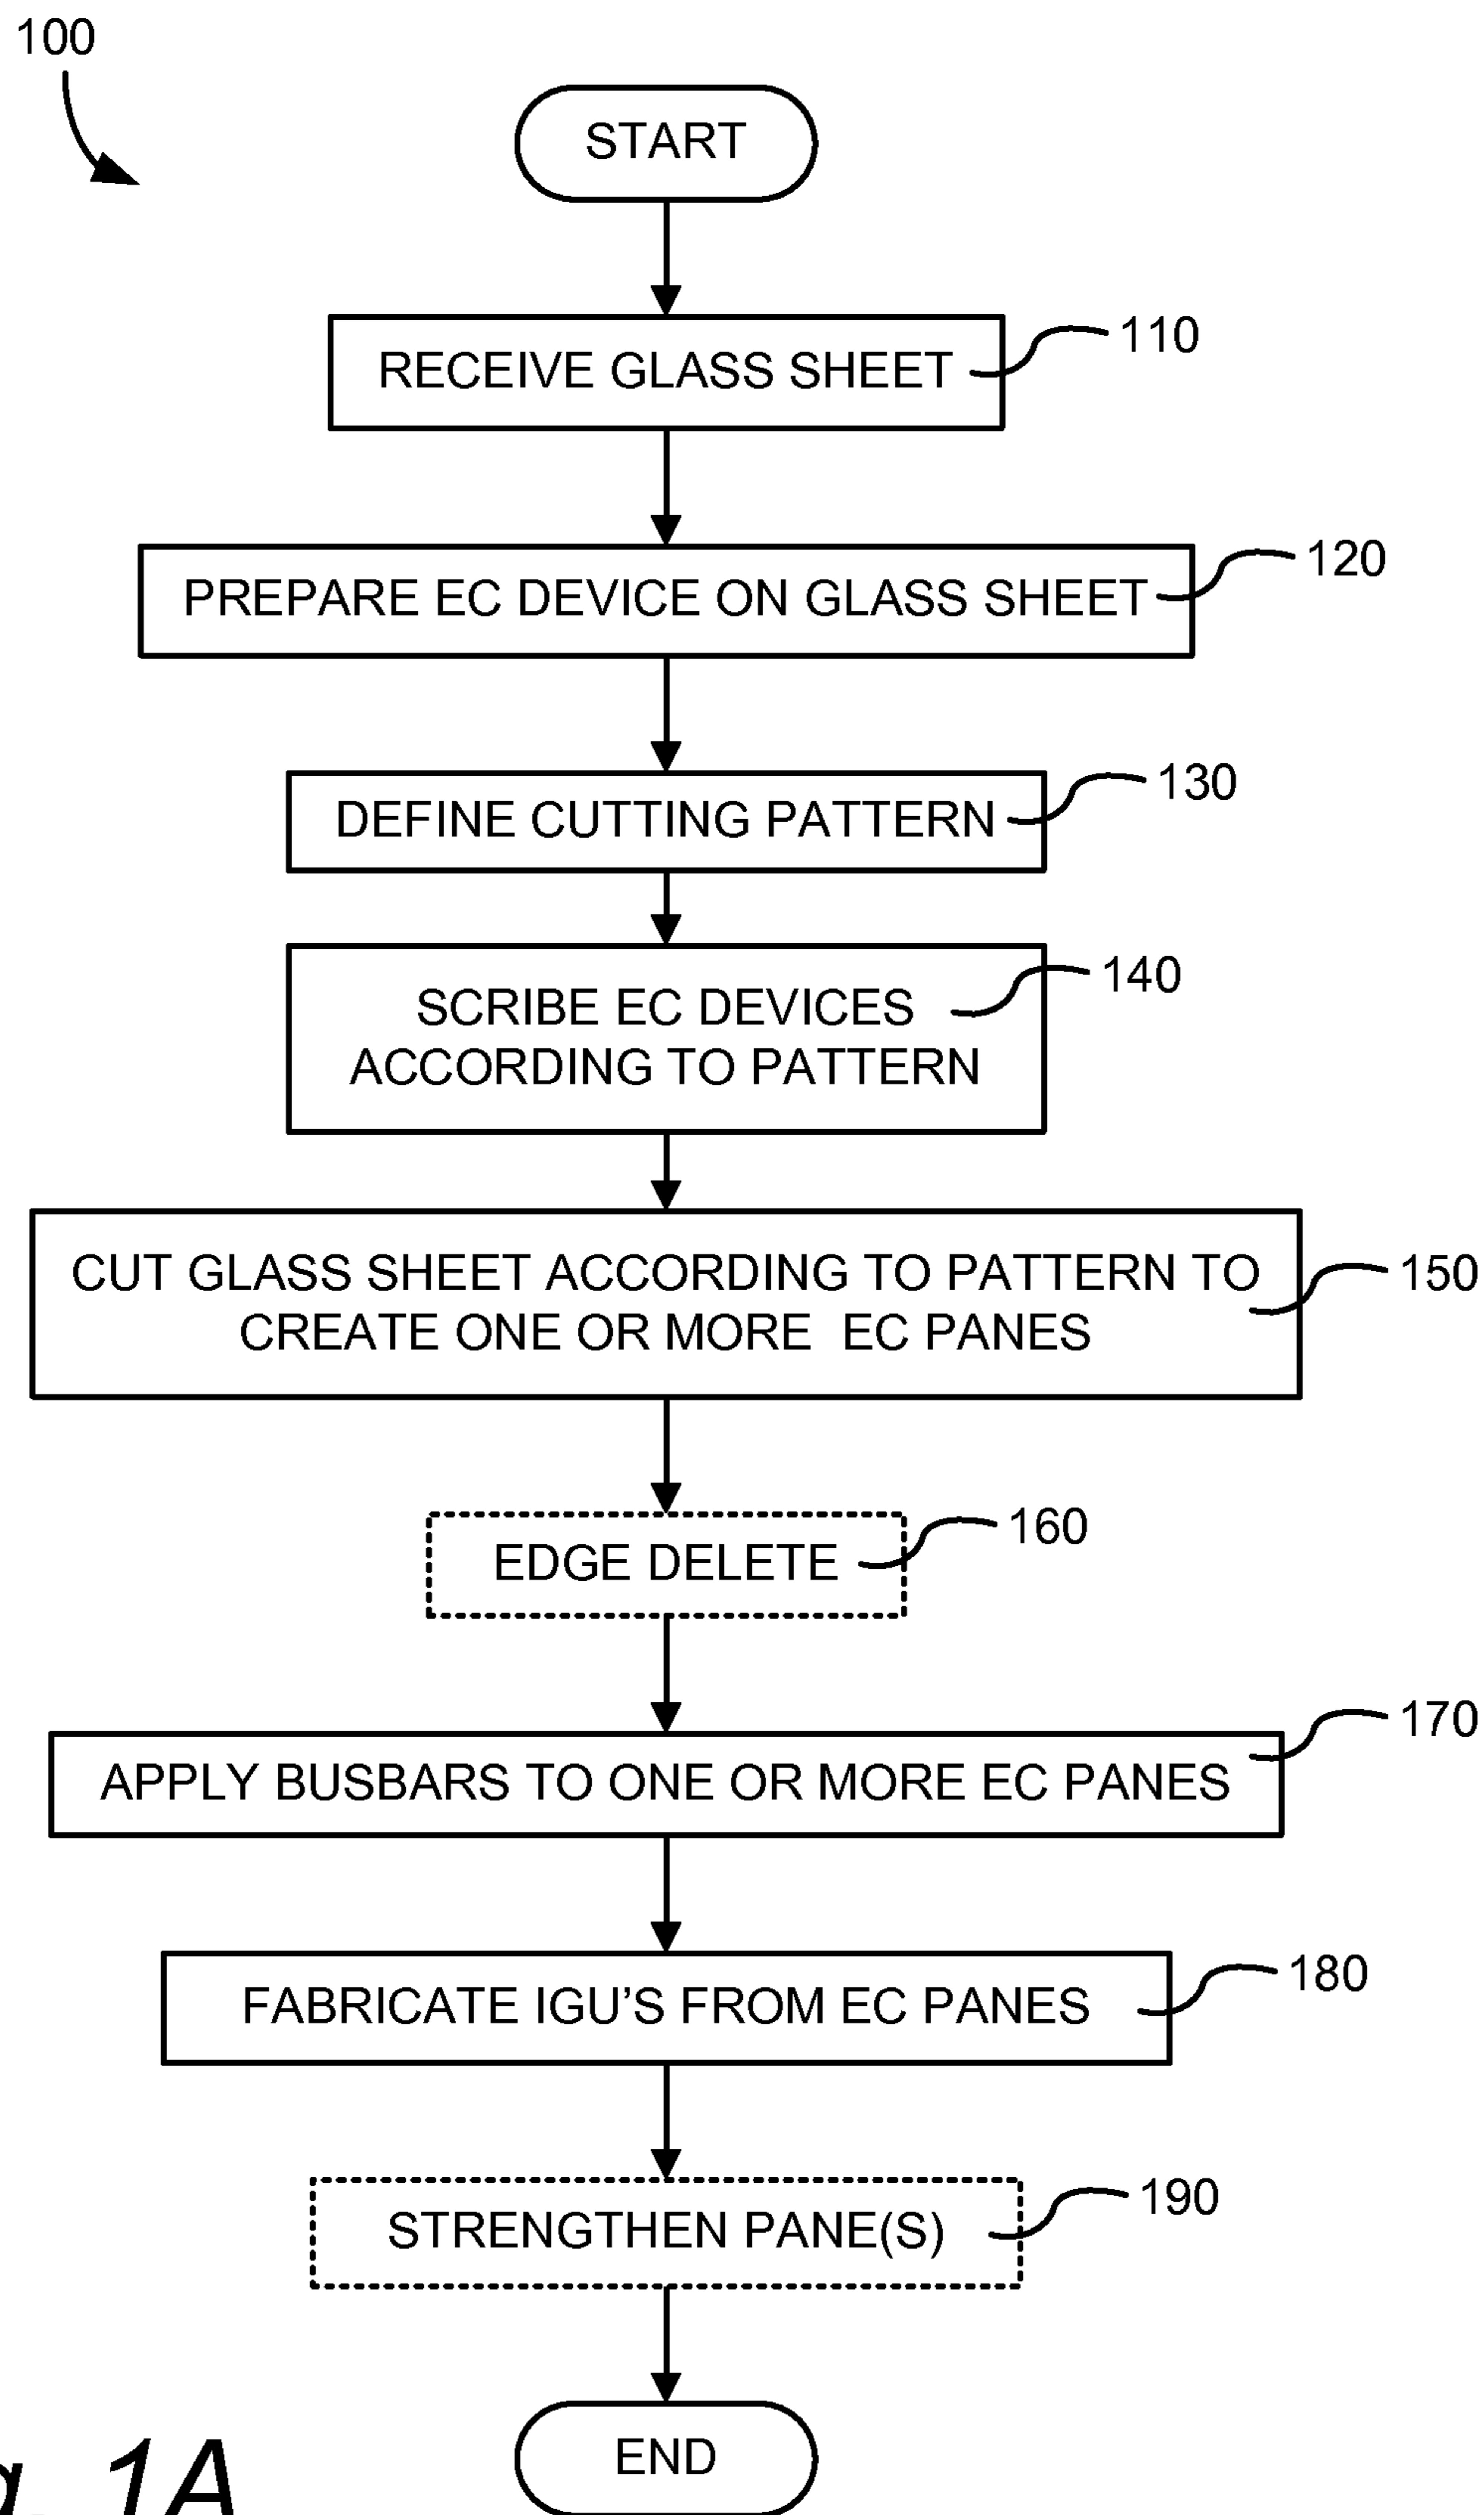 100
START
RECEIVE GLASS SHEET
110
PREPARE EC DEVICE ON GLASS SHEET
120
DEFINE CUTTING PATTERN
130
SCRIBE EC DEVICES
ACCORDING TO PATTERN
140
CUT GLASS SHEET ACCORDING TO PATTERN TO
CREATE ONE OR MORE EC PANES
150
EDGE DELETE
160
APPLY BUSBARS TO ONE OR MORE EC PANES
170
FABRICATE IGU’S FROM EC PANES
180
STRENGTHEN PANE(S)
190
END
1A